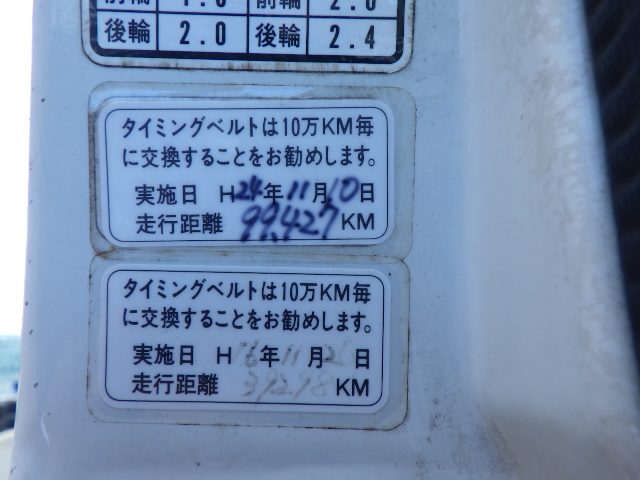 後輪 2.0 後輪 2.4
タイミングベルトは10万KM毎
に交換することをお勧めします。
実施日 H24年11月10日
走行距離 99,427KM
タイミングベルトは10万KM毎
に交換することをお勧めします。
実施日 H16年11月 日
走行距離 KM